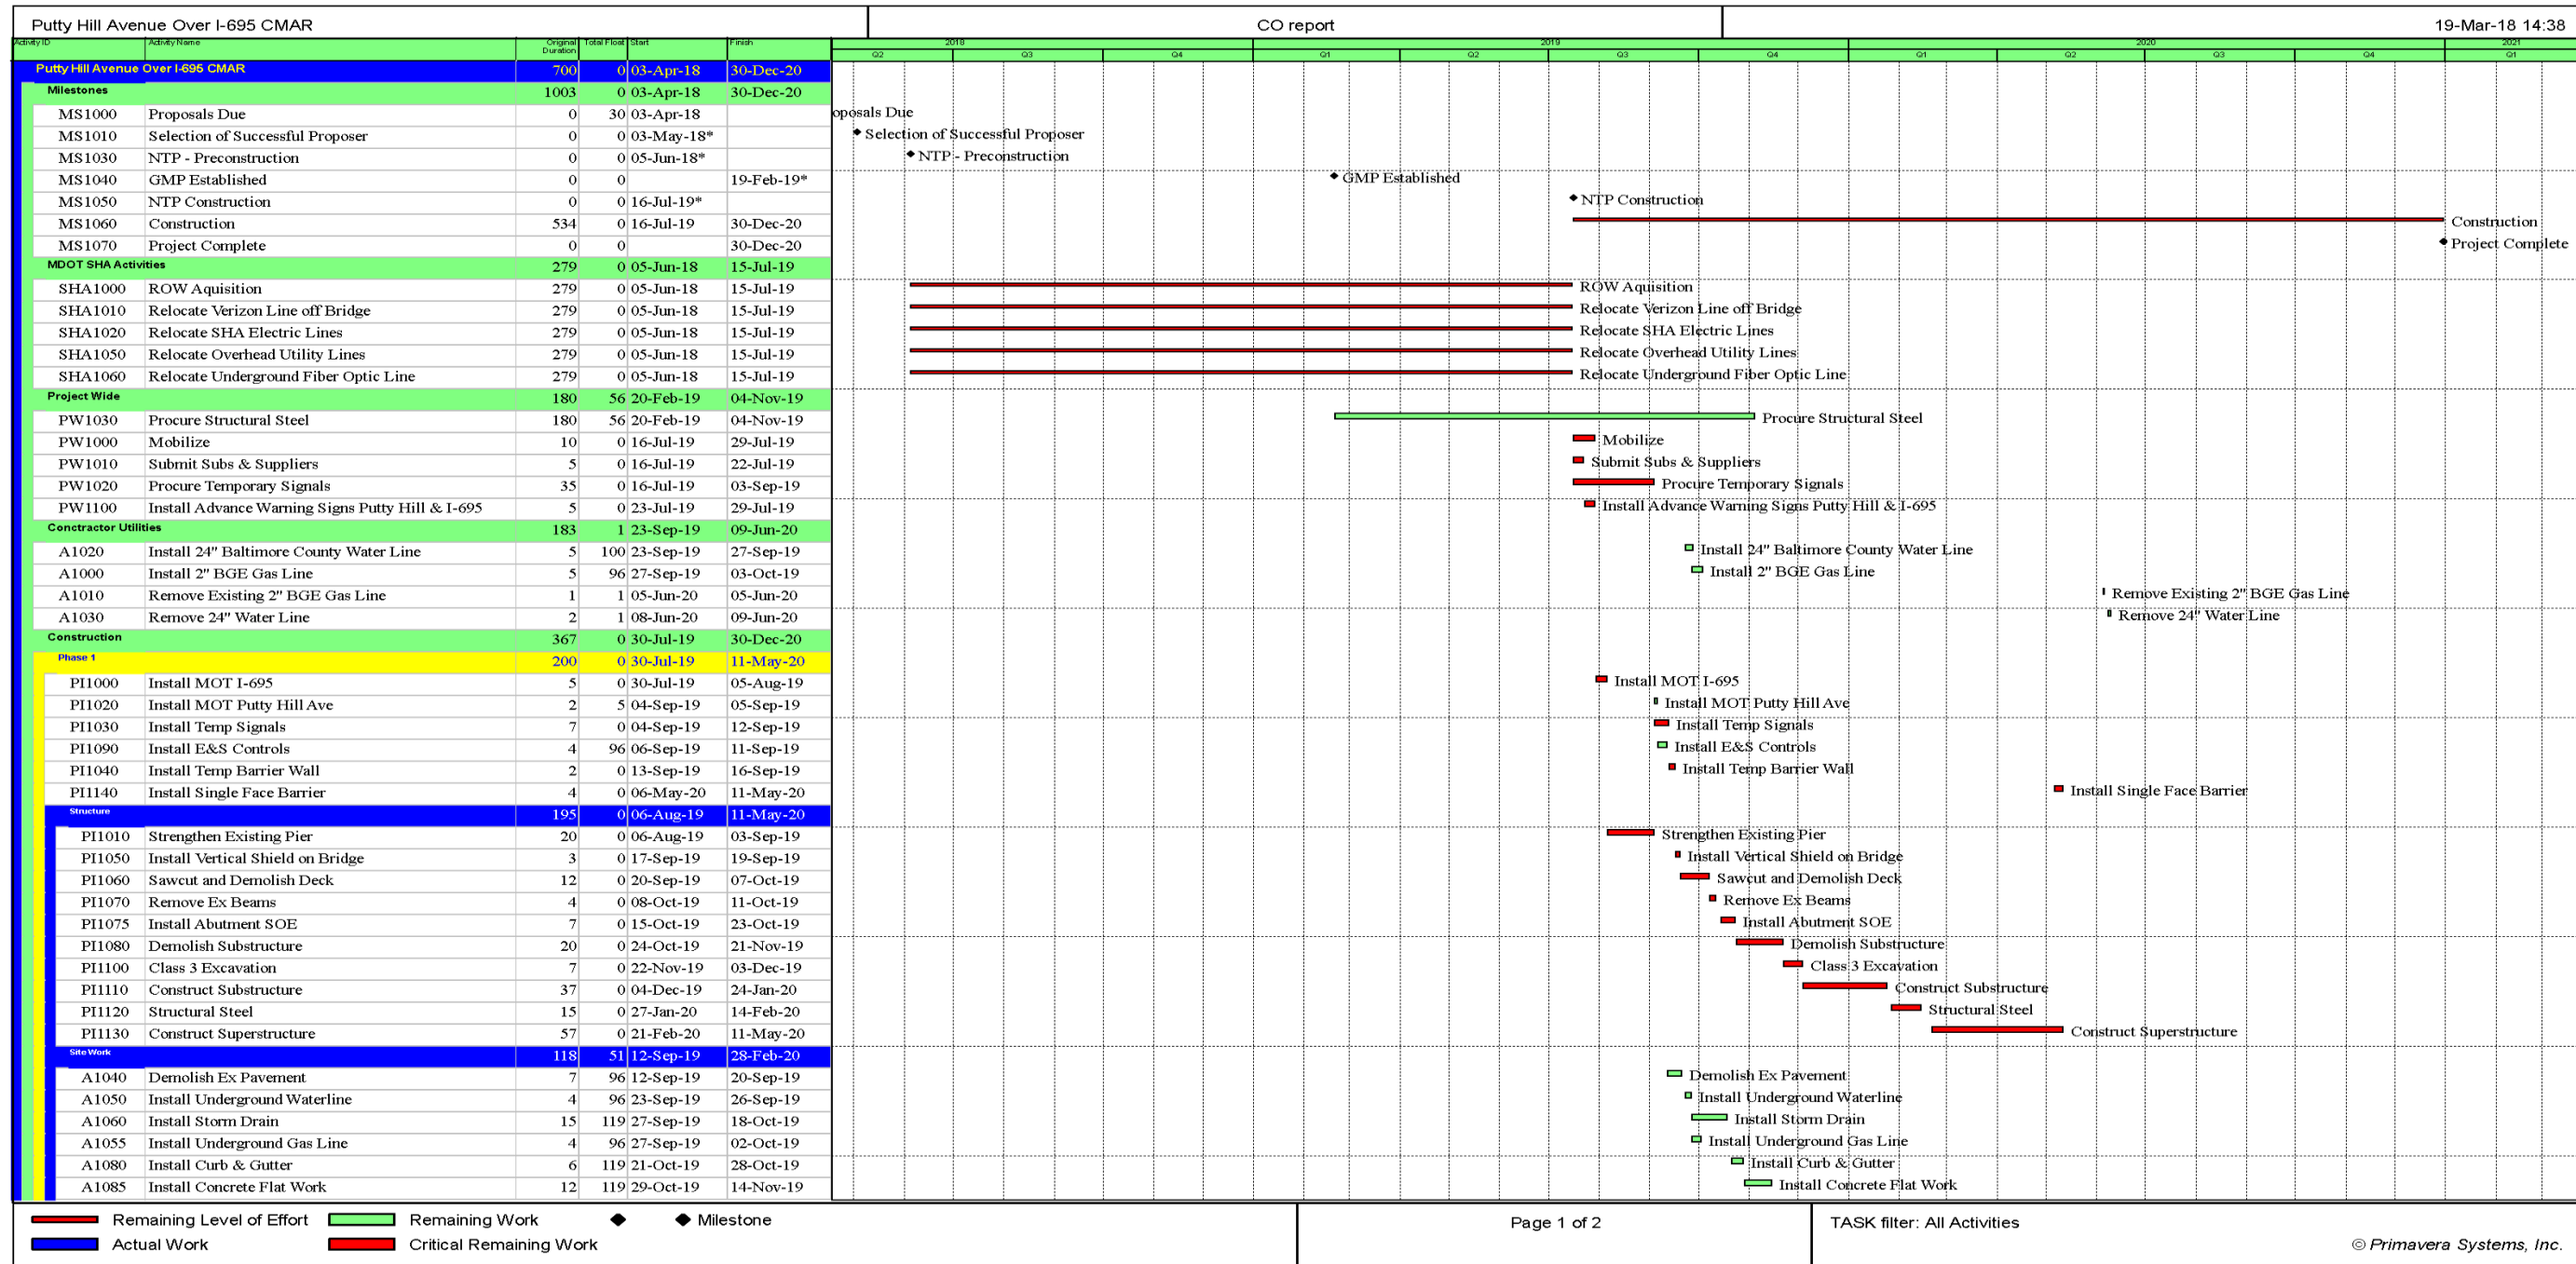 Putty Hill Avenue Over I-695 CMAR CO report 19-Mar-18 14:38
Activity ID Activity Name Original Duration Total Float Start Finish 2018 2019 2020 2021
Q2 Q3 Q4 Q1 Q2 Q3 Q4 Q1 Q2 Q3 Q4 Q1
Putty Hill Avenue Over I-695 CMAR 700 0 03-Apr-18 30-Dec-20
Milestones 1003 0 03-Apr-18 30-Dec-20
MS1000 Proposals Due 0 30 03-Apr-18 oposals Due
MS1010 Selection of Successful Proposer 0 0 03-May-18* Selection of Successful Proposer
MS1030 NTP - Preconstruction 0 0 05-Jun-18* NTP - Preconstruction
MS1040 GMP Established 0 0 19-Feb-19* GMP Established
MS1050 NTP Construction 0 0 16-Jul-19* NTP Construction
MS1060 Construction 534 0 16-Jul-19 30-Dec-20 Construction
MS1070 Project Complete 0 0 30-Dec-20 Project Complete
MDOT SHA Activities 279 0 05-Jun-18 15-Jul-19
SHA1000 ROW Aquisition 279 0 05-Jun-18 15-Jul-19 ROW Aquisition
SHA1010 Relocate Verizon Line off Bridge 279 0 05-Jun-18 15-Jul-19 Relocate Verizon Line off Bridge
SHA1020 Relocate SHA Electric Lines 279 0 05-Jun-18 15-Jul-19 Relocate SHA Electric Lines
SHA1050 Relocate Overhead Utility Lines 279 0 05-Jun-18 15-Jul-19 Relocate Overhead Utility Lines
SHA1060 Relocate Underground Fiber Optic Line 279 0 05-Jun-18 15-Jul-19 Relocate Underground Fiber Optic Line
Project Wide 180 56 20-Feb-19 04-Nov-19
PW1030 Procure Structural Steel 180 56 20-Feb-19 04-Nov-19 Procure Structural Steel
PW1000 Mobilize 10 0 16-Jul-19 29-Jul-19 Mobilize
PW1010 Submit Subs & Suppliers 5 0 16-Jul-19 22-Jul-19 Submit Subs & Suppliers
PW1020 Procure Temporary Signals 35 0 16-Jul-19 03-Sep-19 Procure Temporary Signals
PW1100 Install Advance Warning Signs Putty Hill & I-695 5 0 23-Jul-19 29-Jul-19 Install Advance Warning Signs Putty Hill & I-695
Conctractor Utilities 183 1 23-Sep-19 09-Jun-20
A1020 Install 24" Baltimore County Water Line 5 100 23-Sep-19 27-Sep-19 Install 24" Baltimore County Water Line
A1000 Install 2" BGE Gas Line 5 96 27-Sep-19 03-Oct-19 Install 2" BGE Gas Line
A1010 Remove Existing 2" BGE Gas Line 1 1 05-Jun-20 05-Jun-20 Remove Existing 2" BGE Gas Line
A1030 Remove 24" Water Line 2 1 08-Jun-20 09-Jun-20 Remove 24" Water Line
Construction 367 0 30-Jul-19 30-Dec-20
Phase 1 200 0 30-Jul-19 11-May-20
PI1000 Install MOT I-695 5 0 30-Jul-19 05-Aug-19 Install MOT I-695
PI1020 Install MOT Putty Hill Ave 2 5 04-Sep-19 05-Sep-19 Install MOT Putty Hill Ave
PI1030 Install Temp Signals 7 0 04-Sep-19 12-Sep-19 Install Temp Signals
PI1090 Install E&S Controls 4 96 06-Sep-19 11-Sep-19 Install E&S Controls
PI1040 Install Temp Barrier Wall 2 0 13-Sep-19 16-Sep-19 Install Temp Barrier Wall
PI1140 Install Single Face Barrier 4 0 06-May-20 11-May-20 Install Single Face Barrier
Structure 195 0 06-Aug-19 11-May-20
PI1010 Strengthen Existing Pier 20 0 06-Aug-19 03-Sep-19 Strengthen Existing Pier
PI1050 Install Vertical Shield on Bridge 3 0 17-Sep-19 19-Sep-19 Install Vertical Shield on Bridge
PI1060 Sawcut and Demolish Deck 12 0 20-Sep-19 07-Oct-19 Sawcut and Demolish Deck
PI1070 Remove Ex Beams 4 0 08-Oct-19 11-Oct-19 Remove Ex Beams
PI1075 Install Abutment SOE 7 0 15-Oct-19 23-Oct-19 Install Abutment SOE
PI1080 Demolish Substructure 20 0 24-Oct-19 21-Nov-19 Demolish Substructure
PI1100 Class 3 Excavation 7 0 22-Nov-19 03-Dec-19 Class 3 Excavation
PI1110 Construct Substructure 37 0 04-Dec-19 24-Jan-20 Construct Substructure
PI1120 Structural Steel 15 0 27-Jan-20 14-Feb-20 Structural Steel
PI1130 Construct Superstructure 57 0 21-Feb-20 11-May-20 Construct Superstructure
Site Work 118 51 12-Sep-19 28-Feb-20
A1040 Demolish Ex Pavement 7 96 12-Sep-19 20-Sep-19 Demolish Ex Pavement
A1050 Install Underground Waterline 4 96 23-Sep-19 26-Sep-19 Install Underground Waterline
A1060 Install Storm Drain 15 119 27-Sep-19 18-Oct-19 Install Storm Drain
A1055 Install Underground Gas Line 4 96 27-Sep-19 02-Oct-19 Install Underground Gas Line
A1080 Install Curb & Gutter 6 119 21-Oct-19 28-Oct-19 Install Curb & Gutter
A1085 Install Concrete Flat Work 12 119 29-Oct-19 14-Nov-19 Install Concrete Flat Work
Remaining Level of Effort Remaining Work Milestone Page 1 of 2 TASK filter: All Activities
Actual Work Critical Remaining Work © Primavera Systems, Inc.